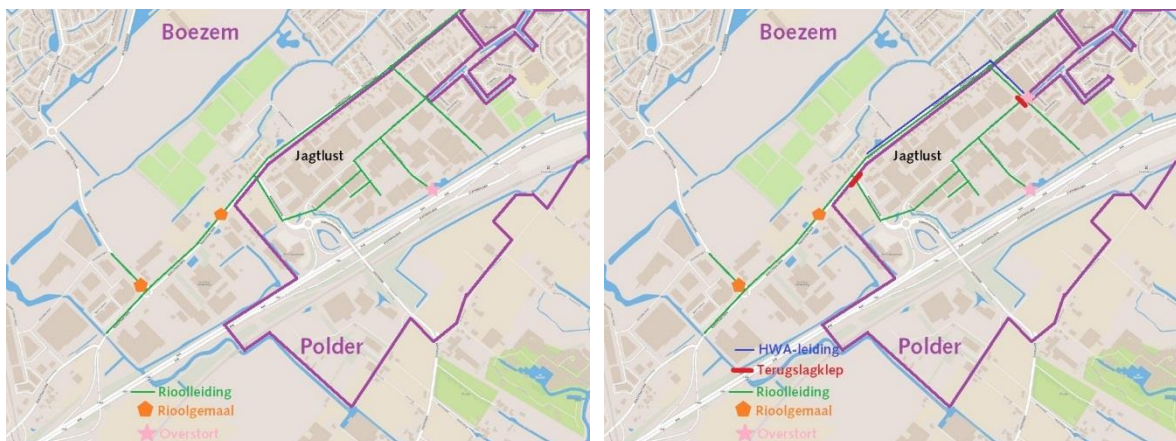 Boezem
Jagtlust
Polder
Rioolleiding
Rioolgemaal
Overstort
Boezem
Jagtlust
Polder
HWA-leiding
Terugslagklep
Rioolleiding
Rioolgemaal
Overstort